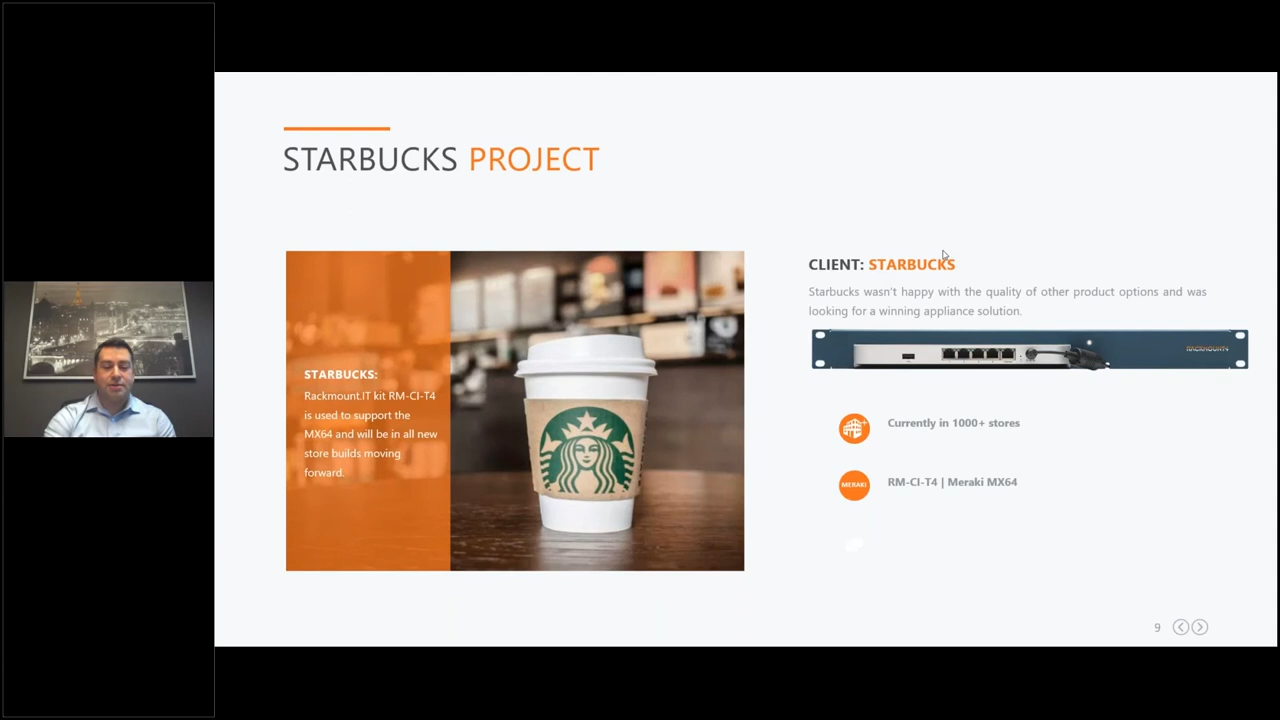 STARBUCKS PROJECT
STARBUCKS:
Rackmount.IT kit RM-CI-T4
is used to support the
MX64 and will be in all new
store builds moving
forward.
CLIENT: STARBUCKS
Starbucks wasn't happy with the quality of other product options and was
looking for a winning appliance solution.
RACKMOUNT•IT
Currently in 1000+ stores
MERAKI
RM-CI-T4 | Meraki MX64
9